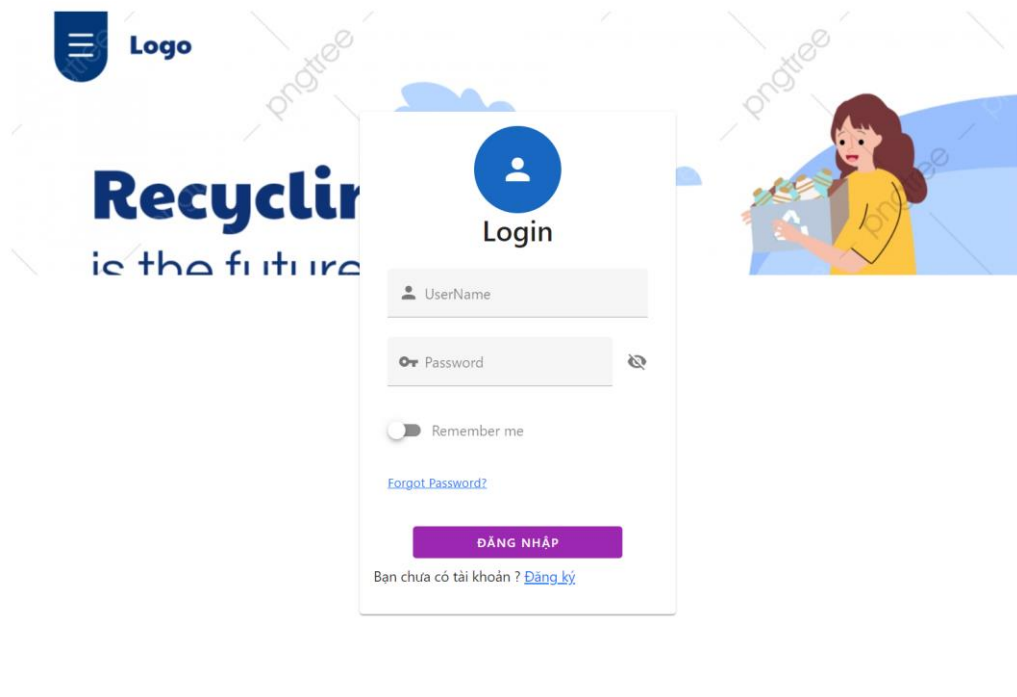 Logo
Recyclin
is the future
Login
UserName
Password
Remember me
Forgot Password?
ĐĂNG NHẬP
Bạn chưa có tài khoản ? Đăng ký
pngtree
pngtree
pngtree
pngtree